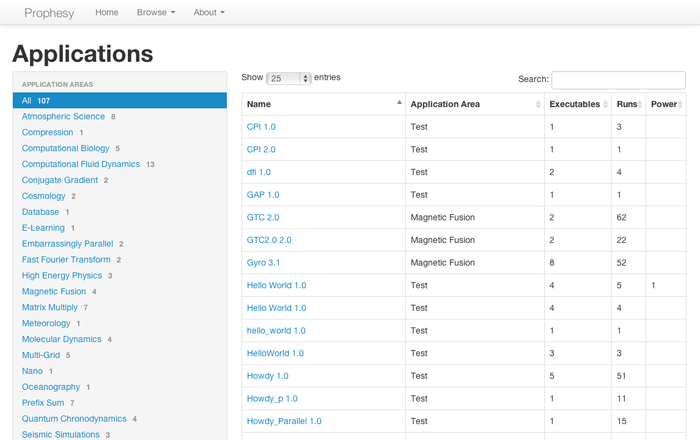 Prophesy Home Browse About
Applications
APPLICATION AREAS
All 107
Atmospheric Science 8
Compression 1
Computational Biology 5
Computational Fluid Dynamics 13
Conjugate Gradient 2
Cosmology 2
Database 1
E-Learning 1
Embarrassingly Parallel 2
Fast Fourier Transform 2
High Energy Physics 3
Magnetic Fusion 4
Matrix Multiply 7
Meteorology 1
Molecular Dynamics 4
Multi-Grid 5
Nano 1
Oceanography 1
Prefix Sum 7
Quantum Chronodynamics 4
Seismic Simulations 3
Show 25 entries Search:
Name Application Area Executables Runs Power
CPI 1.0 Test 1 3
CPI 2.0 Test 1 1
dfi 1.0 Test 2 4
GAP 1.0 Test 1 1
GTC 2.0 Magnetic Fusion 2 62
GTC2.0 2.0 Magnetic Fusion 2 22
Gyro 3.1 Magnetic Fusion 8 52
Hello World 1.0 Test 4 5 1
Hello World 1.0 Test 4 4
hello_world 1.0 Test 1 1
HelloWorld 1.0 Test 3 3
Howdy 1.0 Test 5 51
Howdy_p 1.0 Test 1 11
Howdy_Parallel 1.0 Test 1 15